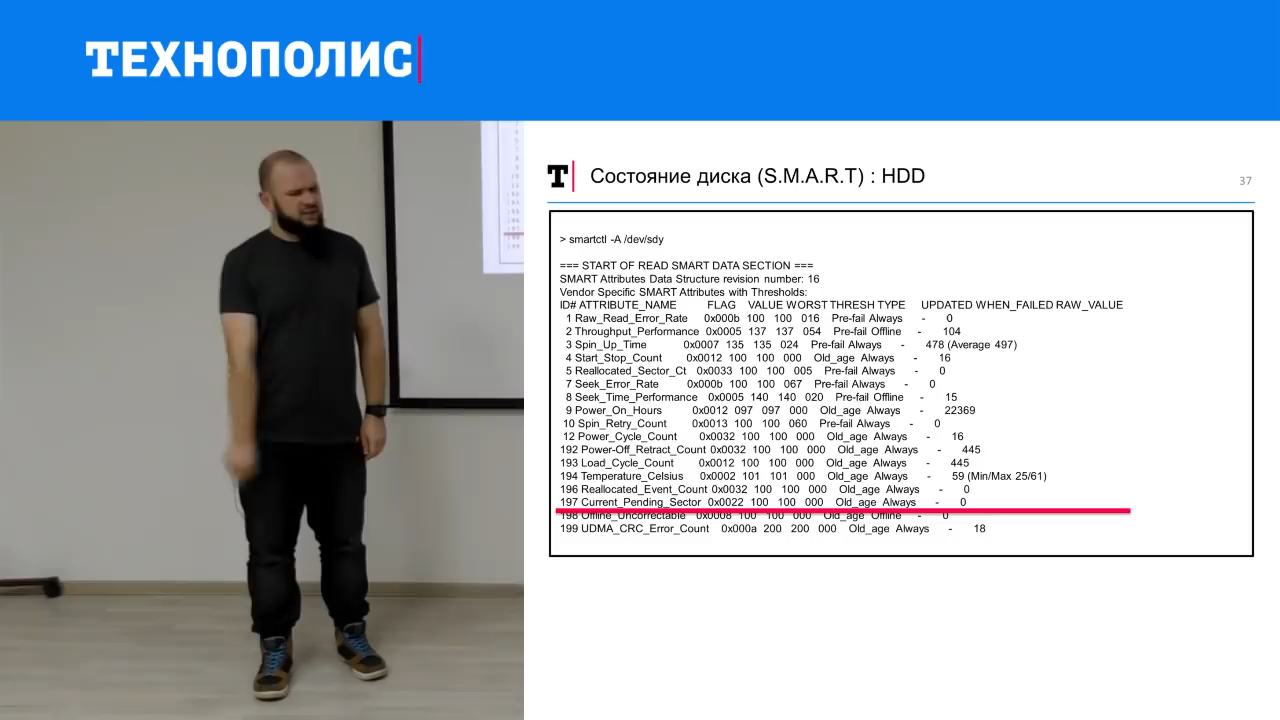 ТЕХНОПОЛИС
T Состояние диска (S.M.A.R.T) : HDD
37
> smartctl -A /dev/sdy
=== START OF READ SMART DATA SECTION ===
SMART Attributes Data Structure revision number: 16
Vendor Specific SMART Attributes with Thresholds:
ID# ATTRIBUTE_NAME FLAG VALUE WORST THRESH TYPE UPDATED WHEN_FAILED RAW_VALUE
1 Raw_Read_Error_Rate 0x000b 100 100 016 Pre-fail Always - 0
2 Throughput_Performance 0x0005 137 137 054 Pre-fail Offline - 104
3 Spin_Up_Time 0x0007 135 135 024 Pre-fail Always - 478 (Average 497)
4 Start_Stop_Count 0x0012 100 100 000 Old_age Always - 16
5 Reallocated_Sector_Ct 0x0033 100 100 005 Pre-fail Always - 0
7 Seek_Error_Rate 0x000b 100 100 067 Pre-fail Always - 0
8 Seek_Time_Performance 0x0005 140 140 020 Pre-fail Offline - 15
9 Power_On_Hours 0x0012 097 097 000 Old_age Always - 22369
10 Spin_Retry_Count 0x0013 100 100 060 Pre-fail Always - 0
12 Power_Cycle_Count 0x0032 100 100 000 Old_age Always - 16
192 Power-Off_Retract_Count 0x0032 100 100 000 Old_age Always - 445
193 Load_Cycle_Count 0x0012 100 100 000 Old_age Always - 445
194 Temperature_Celsius 0x0002 101 101 000 Old_age Always - 59 (Min/Max 25/61)
196 Reallocated_Event_Count 0x0032 100 100 000 Old_age Always - 0
197 Current_Pending_Sector 0x0022 100 100 000 Old_age Always - 0
198 Offline_Uncorrectable 0x0008 100 100 000 Old_age Offline - 0
199 UDMA_CRC_Error_Count 0x000a 200 200 000 Old_age Always - 18